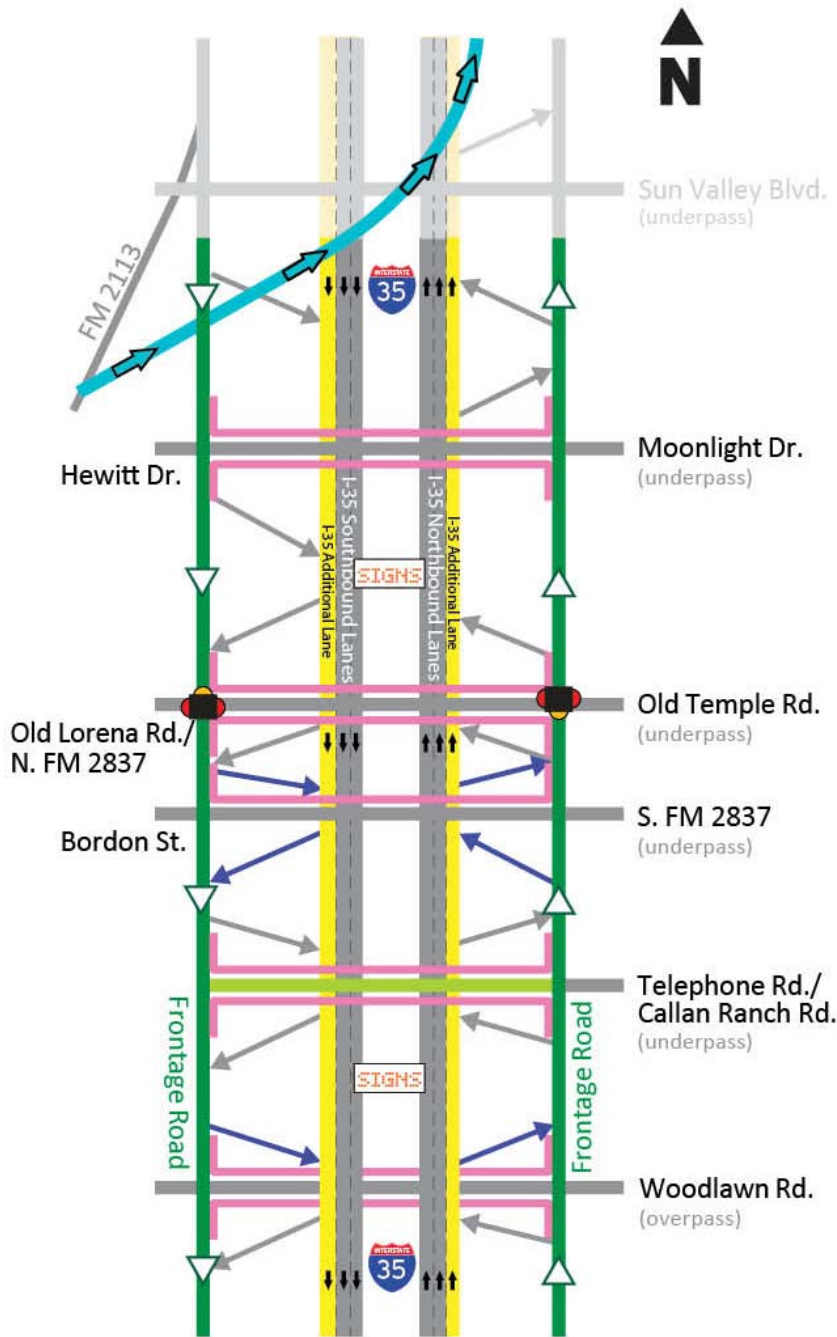 N
Sun Valley Blvd.
(underpass)
FM 2113
INTERSTATE
35
Moonlight Dr.
(underpass)
Hewitt Dr.
I-35 Additional Lane
I-35 Southbound Lanes
I-35 Northbound Lanes
I-35 Additional Lane
SIGNS
Old Temple Rd.
(underpass)
Old Lorena Rd./
N. FM 2837
S. FM 2837
(underpass)
Bordon St.
Telephone Rd./
Callan Ranch Rd.
(underpass)
Frontage Road
Frontage Road
SIGNS
Woodlawn Rd.
(overpass)
INTERSTATE
35